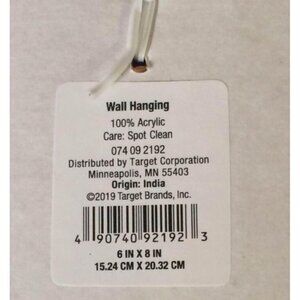 Wall Hanging
100% Acrylic
Care: Spot Clean
074 09 2192
Distributed by Target Corporation
Minneapolis, MN 55403
Origin: India
©2019 Target Brands, Inc.
4 90740 92192 3
6 IN X 8 IN
15.24 CM X 20.32 CM